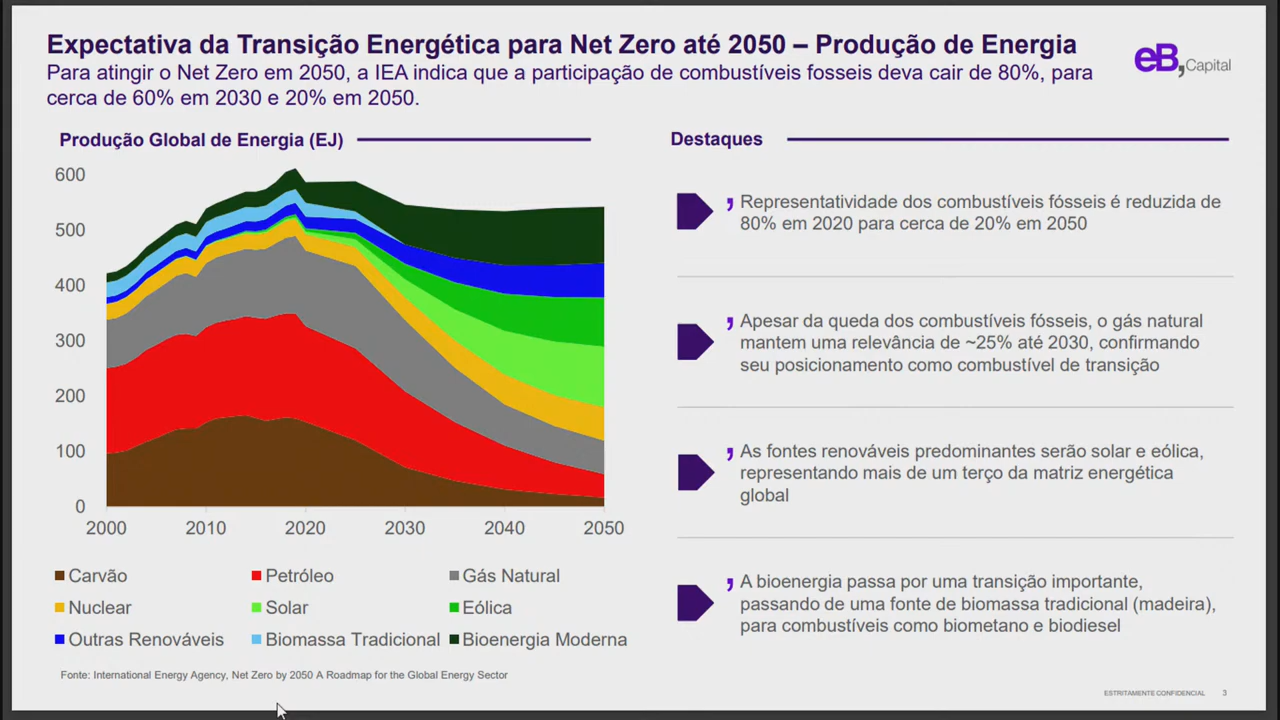 Expectativa da Transição Energética para Net Zero até 2050 – Produção de Energia
Para atingir o Net Zero em 2050, a IEA indica que a participação de combustíveis fosseis deva cair de 80%, para
cerca de 60% em 2030 e 20% em 2050.
eB,Capital
Produção Global de Energia (EJ)
600
500
400
300
200
100
0
2000 2010 2020 2030 2040 2050
Carvão Petróleo Gás Natural
Nuclear Solar Eólica
Outras Renováveis Biomassa Tradicional Bioenergia Moderna
Fonte: International Energy Agency, Net Zero by 2050 A Roadmap for the Global Energy Sector
Destaques
Representatividade dos combustíveis fósseis é reduzida de
80% em 2020 para cerca de 20% em 2050
Apesar da queda dos combustíveis fósseis, o gás natural
mantem uma relevância de ~25% até 2030, confirmando
seu posicionamento como combustível de transição
As fontes renováveis predominantes serão solar e eólica,
representando mais de um terço da matriz energética
global
A bioenergia passa por uma transição importante,
passando de uma fonte de biomassa tradicional (madeira),
para combustíveis como biometano e biodiesel
ESTRITAMENTE CONFIDENCIAL 3